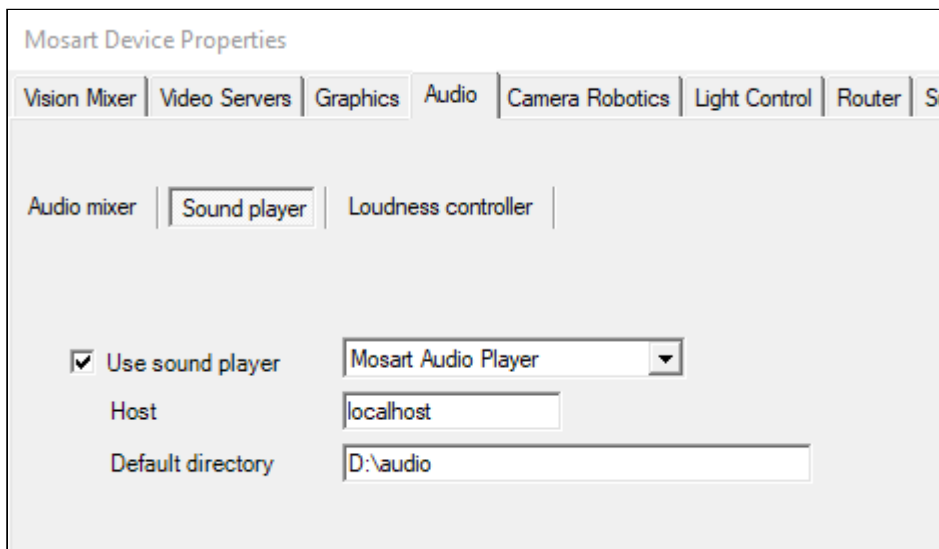 Mosart Device Properties
Vision Mixer Video Servers Graphics Audio Camera Robotics Light Control Router
Audio mixer Sound player Loudness controller
Use sound player Mosart Audio Player
Host localhost
Default directory D:\audio